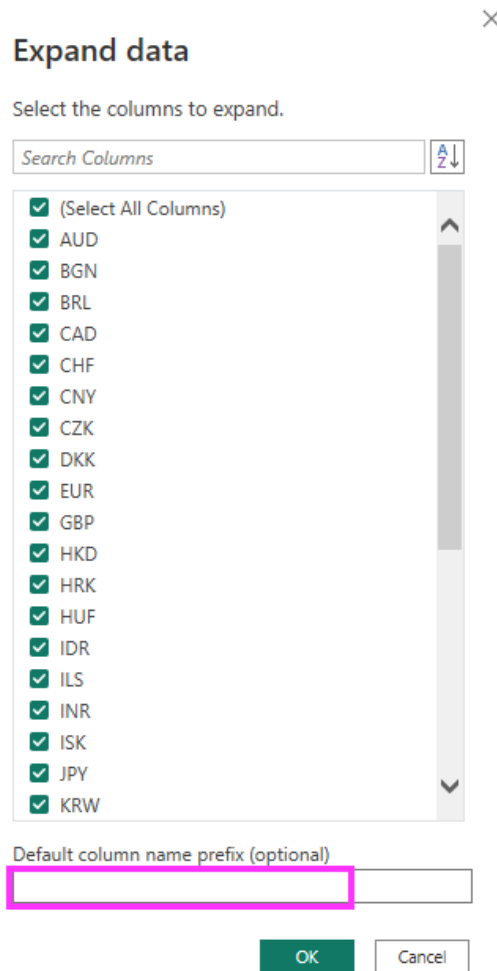 Expand data
Select the columns to expand.
Search Columns
A
Z
(Select All Columns)
AUD
BGN
BRL
CAD
CHF
CNY
CZK
DKK
EUR
GBP
HKD
HRK
HUF
IDR
ILS
INR
ISK
JPY
KRW
Default column name prefix (optional)
OK Cancel